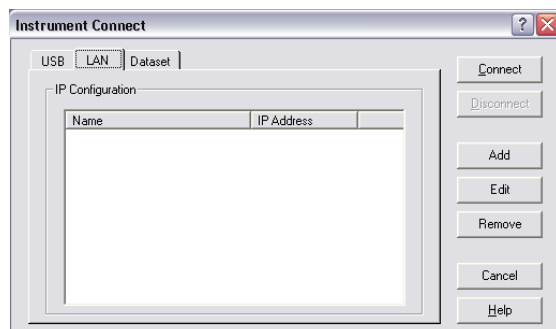 Instrument Connect
USB LAN Dataset
IP Configuration
Name IP Address
Connect
Disconnect
Add
Edit
Remove
Cancel
Help